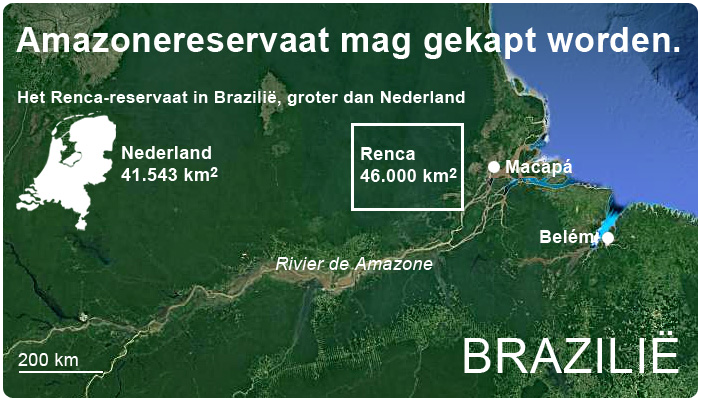 Amazonereservaat mag gekapt worden.
Het Renca-reservaat in Brazilië, groter dan Nederland
Nederland
41.543 km²
Renca
46.000 km²
Macapá
Belém
Rivier de Amazone
200 km
BRAZILIË